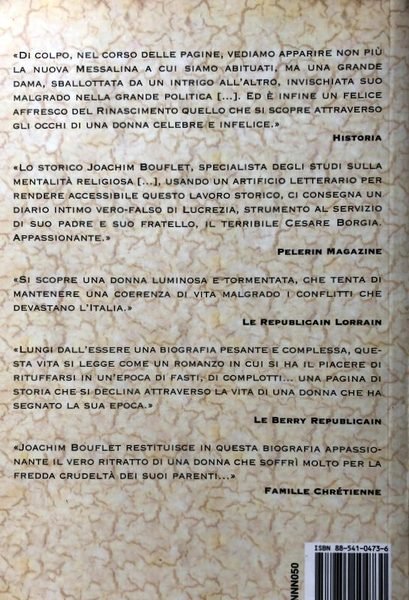 «Di colpo, nel corso delle pagine, vediamo apparire non più
la nuova Messalina a cui siamo abituati, ma una grande
dama, sballottata da un intrigo all'altro, invischiata suo
malgrado nella grande politica [...]. Ed è infine un felice
affresco del Rinascimento quello che si scopre attraverso
gli occhi di una donna celebre e infelice.»
Historia
«Lo storico Joachim Bouflet, specialista degli studi sulla
mentalità religiosa [...], usando un artificio letterario per
rendere accessibile questo lavoro storico, ci consegna un
diario intimo vero-falso di Lucrezia, strumento al servizio
di suo padre e suo fratello, il terribile Cesare Borgia.
Appassionante.»
Pelerin Magazine
«Si scopre una donna luminosa e tormentata, che tenta di
mantenere una coerenza di vita malgrado i conflitti che
devastano l'Italia.»
Le Republicain Lorrain
«Lungi dall'essere una biografia pesante e complessa, que-
sta vita si legge come un romanzo in cui si ha il piacere di
rituffarsi in un'epoca di fasti, di complotti... una pagina di
storia che si declina attraverso la vita di una donna che
ha segnato la sua epoca.»
Le Berry Republicain
«Joachim Bouflet restituisce in questa biografia appassio-
nante il vero ritratto di una donna che soffrì molto per la
fredda crudeltà dei suoi parenti...»
Famille Chrétienne
ISBN 88-541-0473-6
NNN050